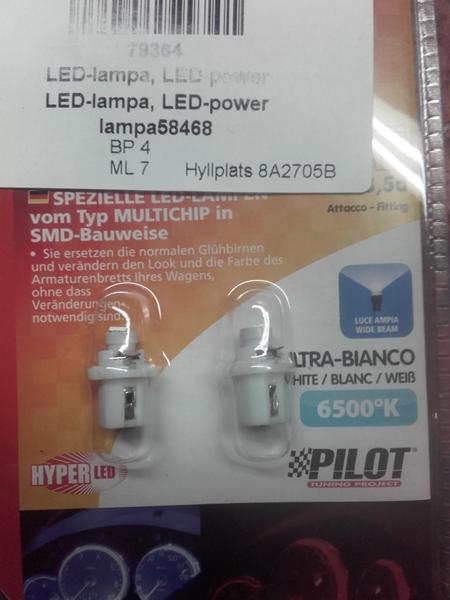 79364
LED-lampa, LED-power
LED-lampa, LED-power
lampa58468
BP 4
ML 7 Hyllplats 8A2705B
SPEZIELLE LED-LAMPEN
vom Typ MULTICHIP in
SMD-Bauweise
• Sie ersetzen die normalen Glühbirnen
und verändern den Look und die Farbe des
Armaturenbretts Ihres Wagens,
ohne dass
Veränderungen
notwendig sind.
Attacco - Fitting
LUCE AMPIA
WIDE BEAM
ULTRA-BIANCO
WHITE / BLANC / WEIß
6500°K
HYPER LED
PILOT
TUNING PROJECT